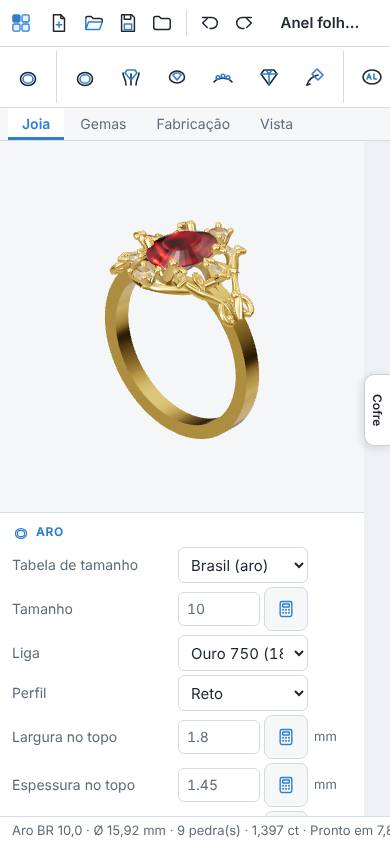 Anel folh...
AL
Joia Gemas Fabricação Vista
Cofre
ARO
Tabela de tamanho Brasil (aro)
Tamanho 10
Liga Ouro 750 (18
Perfil Reto
Largura no topo 1.8 mm
Espessura no topo 1.45 mm
Aro BR 10,0 · Ø 15,92 mm · 9 pedra(s) · 1,397 ct · Pronto em 7,8